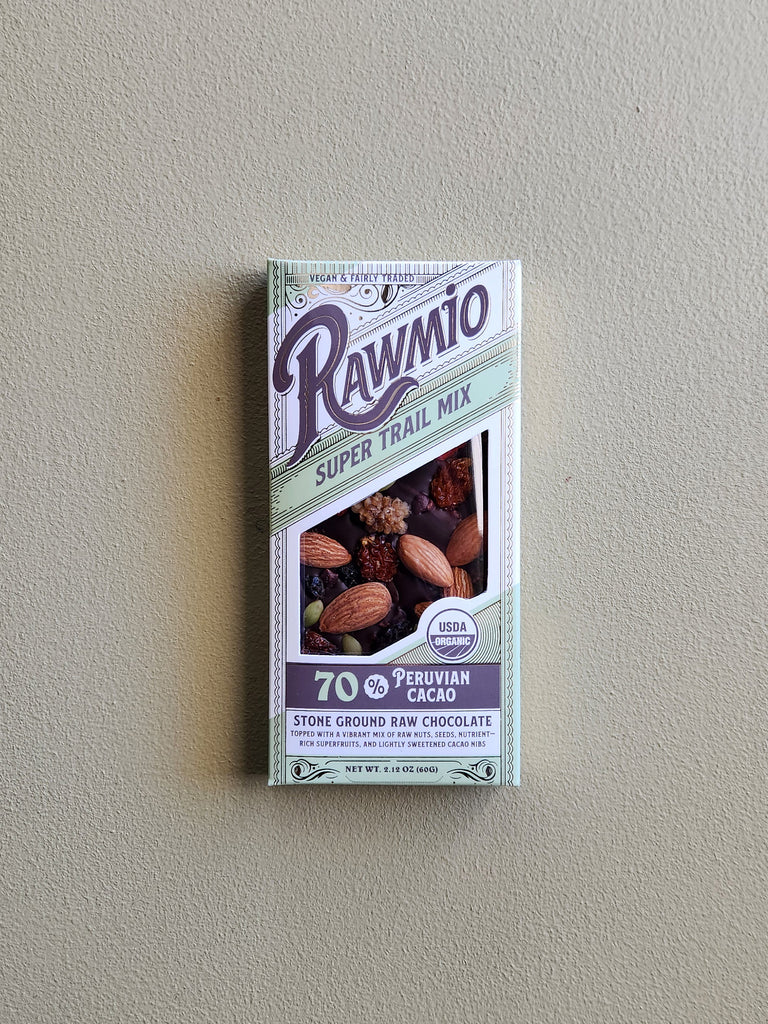 VEGAN & FAIRLY TRADED
RAWMIO
SUPER TRAIL MIX
USDA
ORGANIC
70% PERUVIAN
CACAO
STONE GROUND RAW CHOCOLATE
TOPPED WITH A VIBRANT MIX OF RAW NUTS, SEEDS, NUTRIENT-
RICH SUPERFRUITS, AND LIGHTLY SWEETENED CACAO NIBS
NET WT. 2.12 OZ (60G)